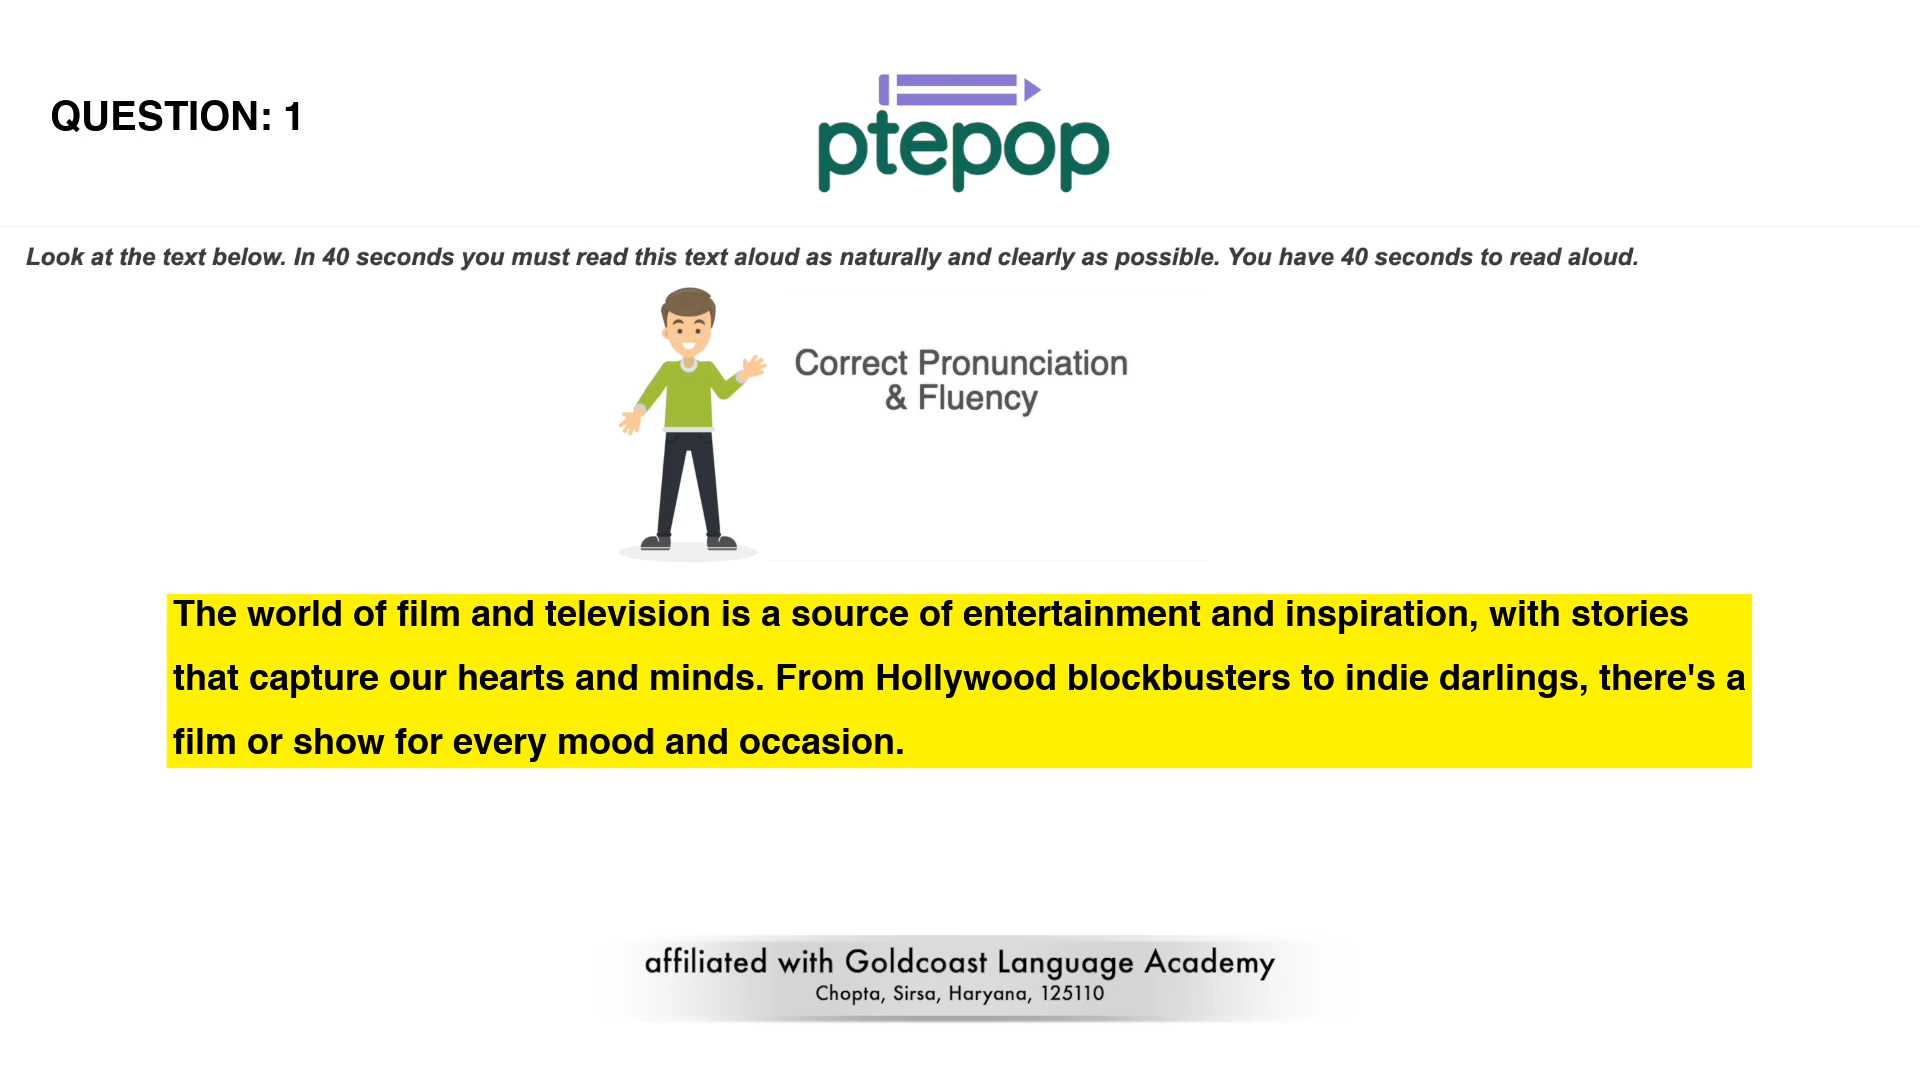 QUESTION: 1
ptepop
Look at the text below. In 40 seconds you must read this text aloud as naturally and clearly as possible. You have 40 seconds to read aloud.
Correct Pronunciation
& Fluency
The world of film and television is a source of entertainment and inspiration, with stories
that capture our hearts and minds. From Hollywood blockbusters to indie darlings, there's a
film or show for every mood and occasion.
affiliated with Goldcoast Language Academy
Chopta, Sirsa, Haryana, 125110